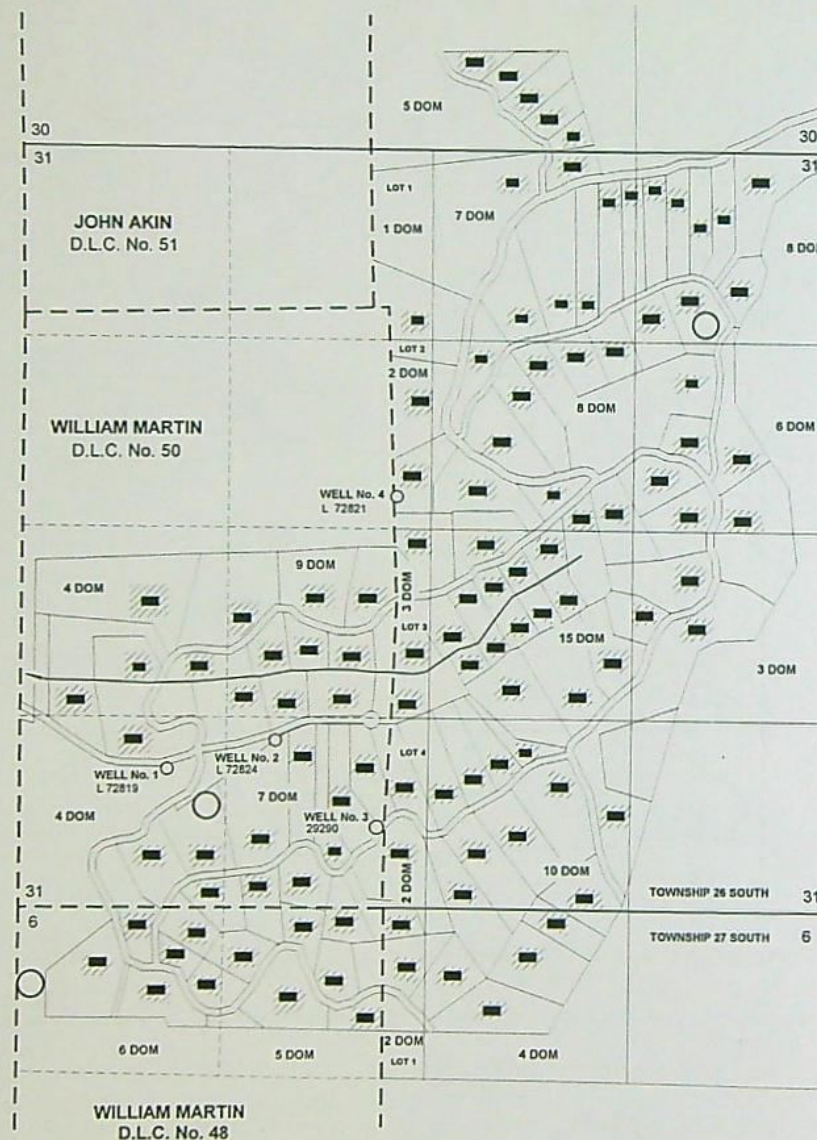 5 DOM
30
30
31
31
LOT 1
JOHN AKIN
D.L.C. No. 51
1 DOM
7 DOM
8 DOM
LOT 2
2 DOM
8 DOM
WILLIAM MARTIN
D.L.C. No. 50
6 DOM
WELL No. 4
L 72821
9 DOM
4 DOM
3 DOM
LOT 3
15 DOM
3 DOM
LOT 4
WELL No. 1
L 72819
WELL No. 2
L 72824
7 DOM
4 DOM
WELL No. 3
29290
10 DOM
2 DOM
31
TOWNSHIP 26 SOUTH
31
6
TOWNSHIP 27 SOUTH
6
6 DOM
5 DOM
2 DOM
LOT 1
4 DOM
WILLIAM MARTIN
D.L.C. No. 48